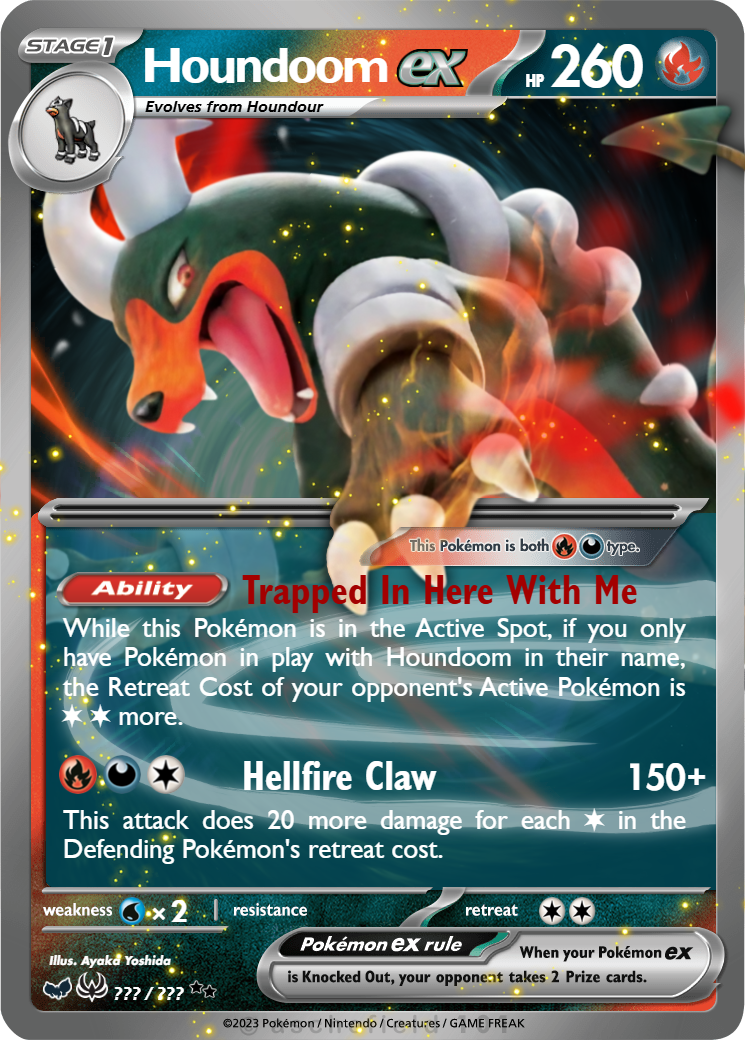 STAGE1
Houndoom ex
HP 260
Evolves from Houndour
This Pokémon is both type.
Ability Trapped In Here With Me
While this Pokémon is in the Active Spot, if you only
have Pokémon in play with Houndoom in their name,
the Retreat Cost of your opponent's Active Pokémon is
more.
Hellfire Claw 150+
This attack does 20 more damage for each in the
Defending Pokémon's retreat cost.
weakness × 2 | resistance retreat
Pokémon ex rule
When your Pokémon ex
is Knocked Out, your opponent takes 2 Prize cards.
Illus. Ayaka Yoshida
??? / ???
©2023 Pokémon / Nintendo / Creatures / GAME FREAK